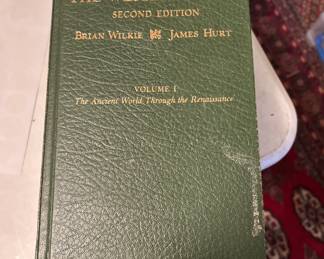 SECOND EDITION
BRIAN WILKIE JAMES HURT
VOLUME I
The Ancient World Through the Renaissance